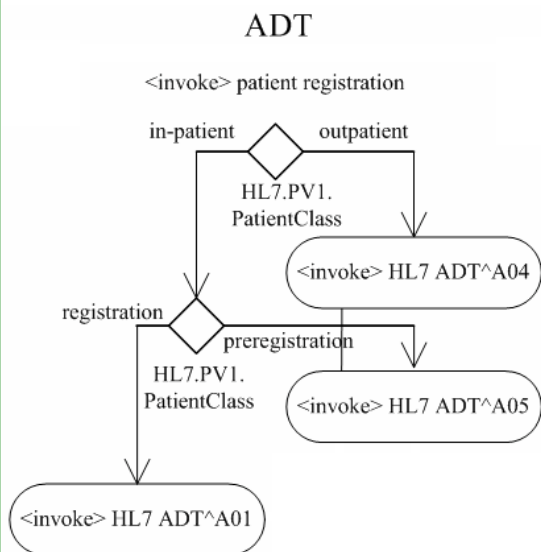 ADT
<invoke> patient registration
in-patient
outpatient
HL7.PV1.
PatientClass
<invoke> HL7 ADT^A04
registration
preregistration
HL7.PV1.
PatientClass
<invoke> HL7 ADT^A05
<invoke> HL7 ADT^A01